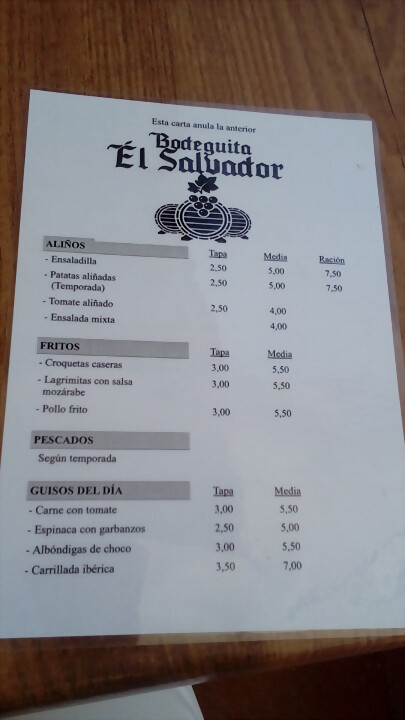 Esta carta anula la anterior
Bodeguita
El Salvador
ALIÑOS Tapa Media Ración
- Ensaladilla 2,50 5,00 7,50
- Patatas aliñadas 2,50 5,00 7,50
(Temporada)
- Tomate aliñado 2,50 4,00
- Ensalada mixta 4,00
FRITOS Tapa Media
- Croquetas caseras 3,00 5,50
- Lagrimitas con salsa 3,00 5,50
mozárabe
- Pollo frito 3,00 5,50
PESCADOS
Según temporada
GUISOS DEL DÍA Tapa Media
- Carne con tomate 3,00 5,50
- Espinaca con garbanzos 2,50 5,00
- Albóndigas de choco 3,00 5,50
- Carrillada ibérica 3,50 7,00